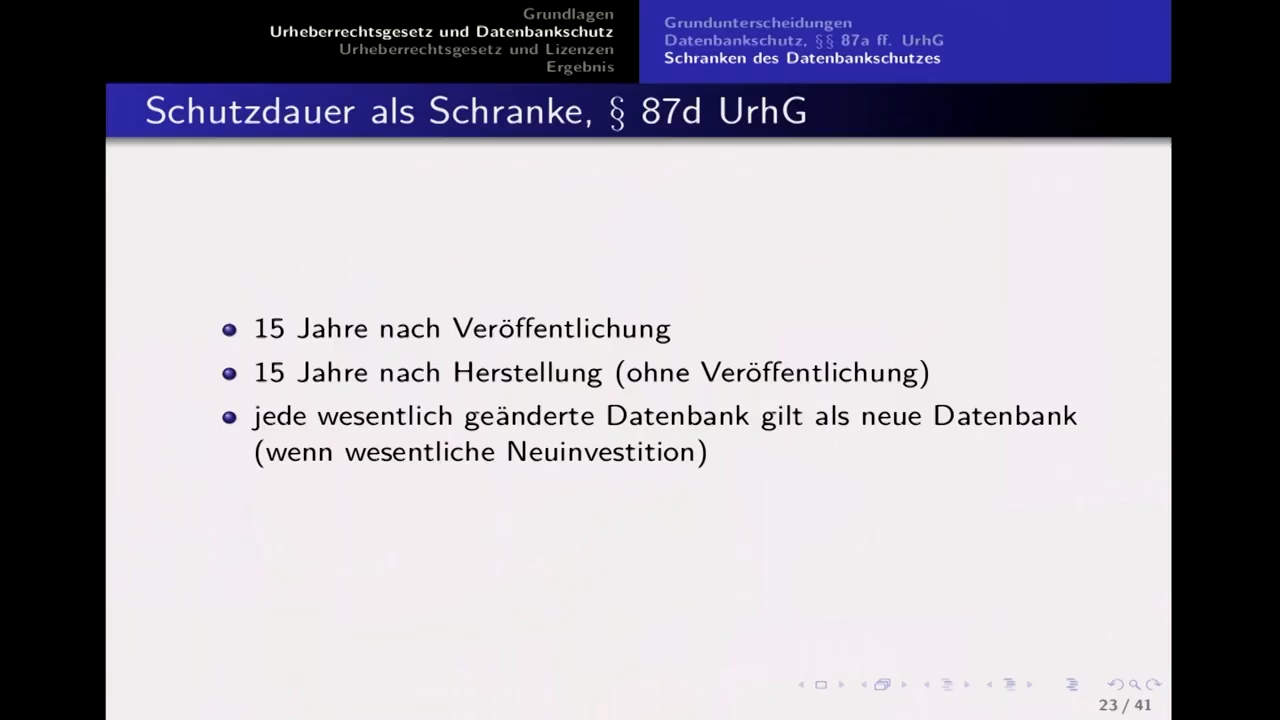 Grundlagen
Urheberrechtsgesetz und Datenbankschutz
Urheberrechtsgesetz und Lizenzen
Ergebnis
Grundunterscheidungen
Datenbankschutz, §§ 87a ff. UrhG
Schranken des Datenbankschutzes
Schutzdauer als Schranke, § 87d UrhG
15 Jahre nach Veröffentlichung
15 Jahre nach Herstellung (ohne Veröffentlichung)
jede wesentlich geänderte Datenbank gilt als neue Datenbank
(wenn wesentliche Neuinvestition)
23 / 41